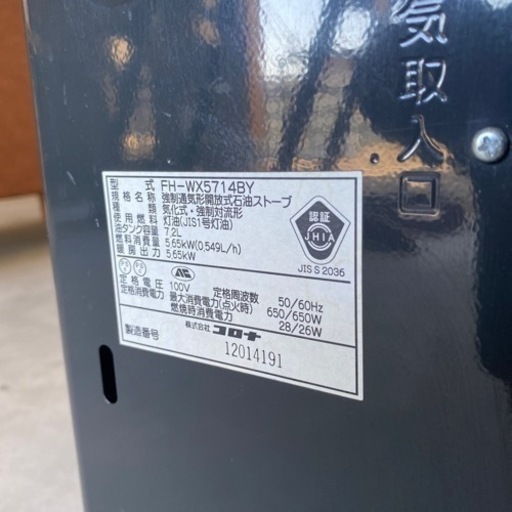 気取入口
型式 FH-WX5714BY
規格名称 強制通気形開放式石油ストーブ
種類 気化式・強制対流形
使用燃料 灯油(JIS1号灯油)
油タンク容量 7.2L
燃料消費量 5.65kW(0.549L/h)
暖房出力 5.65kW
認証
JHIA
JIS S 2036
定格電圧 100V 定格周波数 50/60Hz
定格消費電力 最大消費電力(点火時) 650/650W
燃焼時消費電力 28/26W
株式会社 コロナ
製造番号 12014191